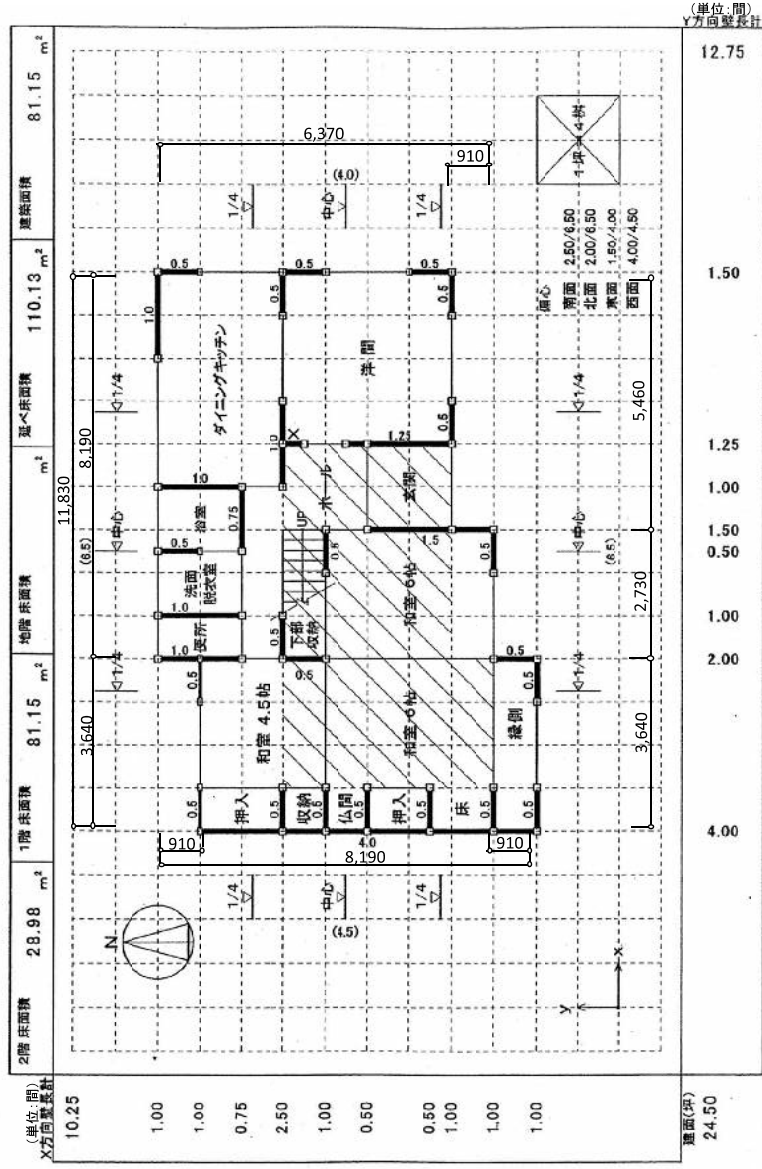 (単位:間)
Y方向壁長計
12.75
1.50
1.25
1.00
1.50
0.50
1.00
2.00
4.00
建面(坪)
24.50
2階 床面積 28.98 m²
1階 床面積 81.15 m²
地階 床面積 m²
延べ床面積 110.13 m²
建築面積 81.15 m²
(単位:間)
X方向壁長計
10.25
1.00
1.00
0.75
2.50
1.00
0.50
0.50
1.00
1.00
1.00
6,370
910
(4.0)
1/4
中心
1/4
1坪=4桝
偏心
南面 2.50/6.50
北面 2.00/6.50
東面 1.50/4.00
西面 4.00/4.50
0.5
0.5
0.5
1.0
0.5
0.5
ダイニングキッチン
洋間
8,190
11,830
3,640
1/4
中心
(6.5)
1/4
1/4
中心
(6.5)
1/4
5,460
2,730
3,640
1.0
X
1.25
0.5
1.0
浴室
0.75
ホール
玄関
UP
0.5
洗面
脱衣室
0.5
1.5
0.5
和室 6帖
1.0
便所
0.5
下部
収納
1.0
0.5
0.5
0.5
0.5
和室 4.5帖
和室 6帖
縁側
0.5
押入
0.5
収納
0.5
仏間
0.5
押入
0.5
床
0.5
0.5
910
4.0
8,190
910
1/4
中心
(4.5)
1/4
N
Y
X